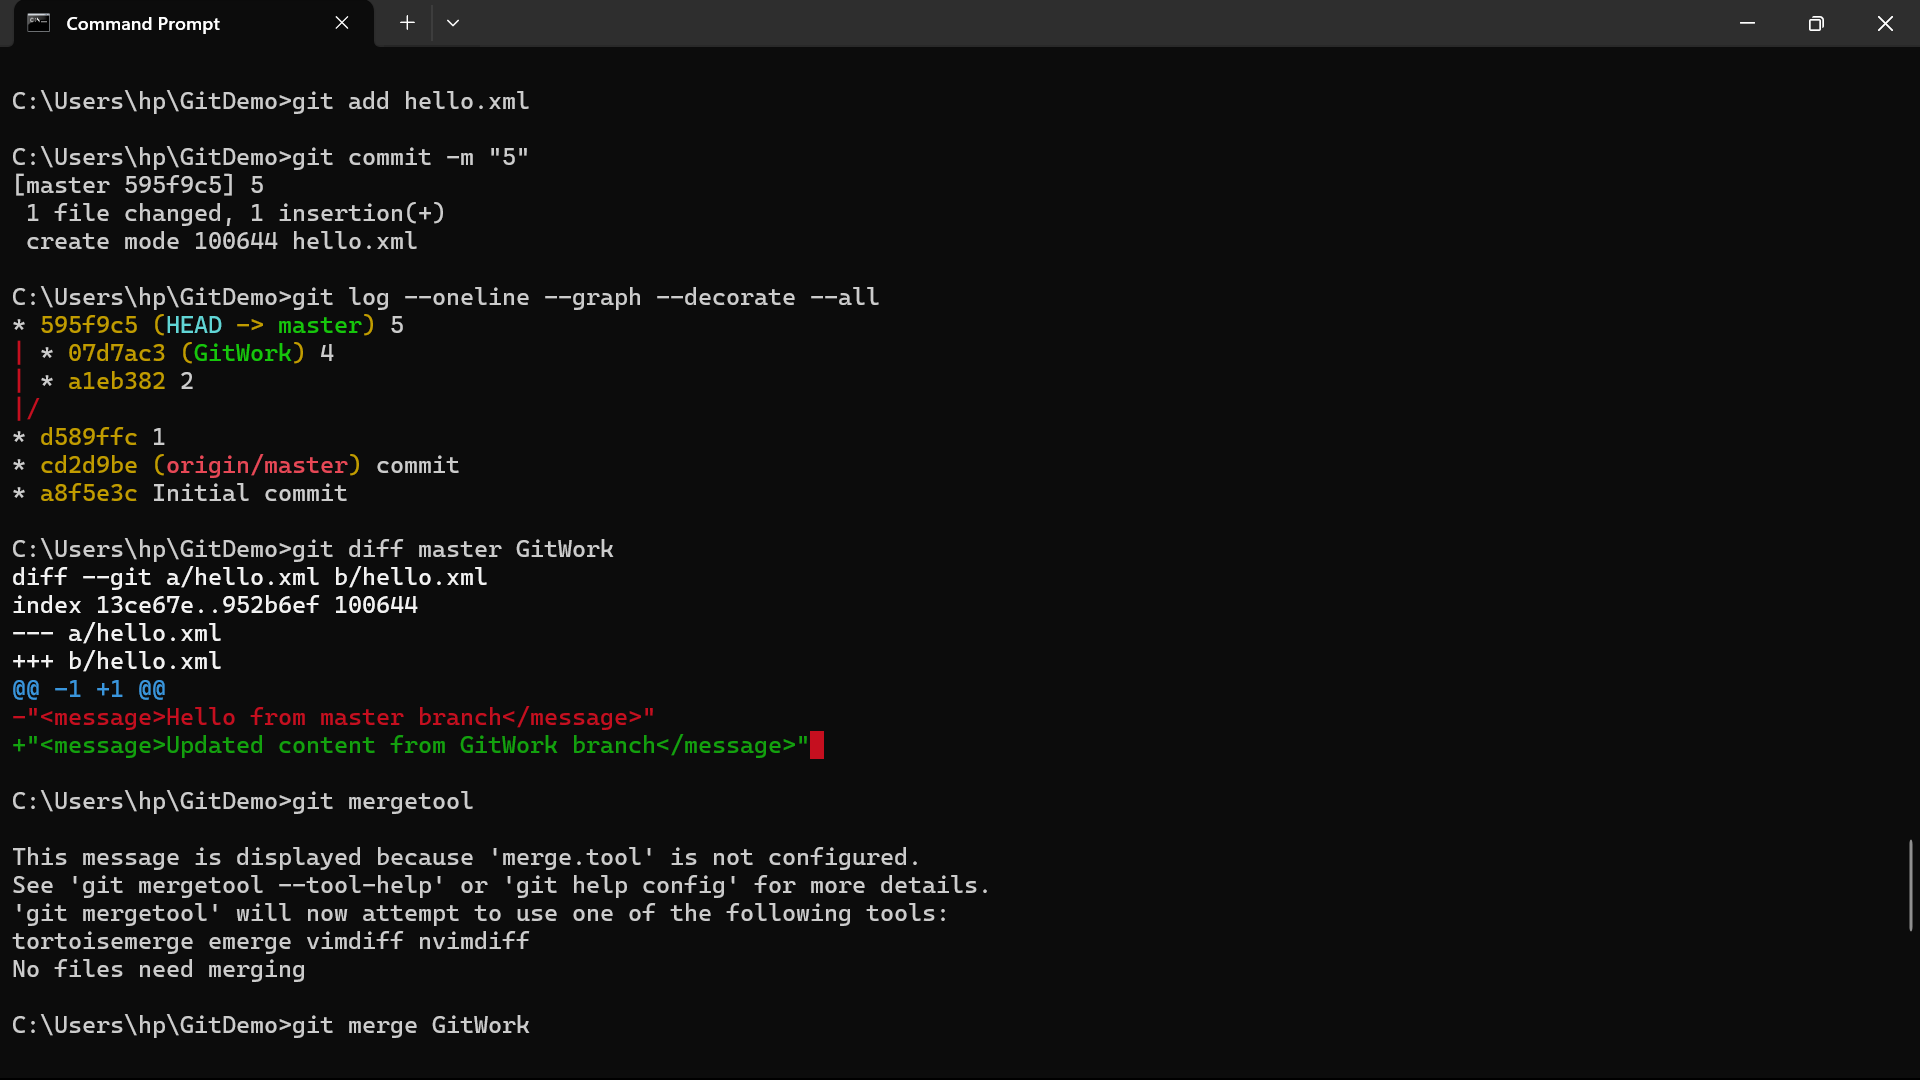 Command Prompt
C:\Users\hp\GitDemo>git add hello.xml
C:\Users\hp\GitDemo>git commit -m "5"
[master 595f9c5] 5
 1 file changed, 1 insertion(+)
 create mode 100644 hello.xml
C:\Users\hp\GitDemo>git log --oneline --graph --decorate --all
* 595f9c5 (HEAD -> master) 5
| * 07d7ac3 (GitWork) 4
| * a1eb382 2
|/
* d589ffc 1
* cd2d9be (origin/master) commit
* a8f5e3c Initial commit
C:\Users\hp\GitDemo>git diff master GitWork
diff --git a/hello.xml b/hello.xml
index 13ce67e..952b6ef 100644
--- a/hello.xml
+++ b/hello.xml
@@ -1 +1 @@
-"<message>Hello from master branch</message>"
+"<message>Updated content from GitWork branch</message>"
C:\Users\hp\GitDemo>git mergetool
This message is displayed because 'merge.tool' is not configured.
See 'git mergetool --tool-help' or 'git help config' for more details.
'git mergetool' will now attempt to use one of the following tools:
tortoisemerge emerge vimdiff nvimdiff
No files need merging
C:\Users\hp\GitDemo>git merge GitWork